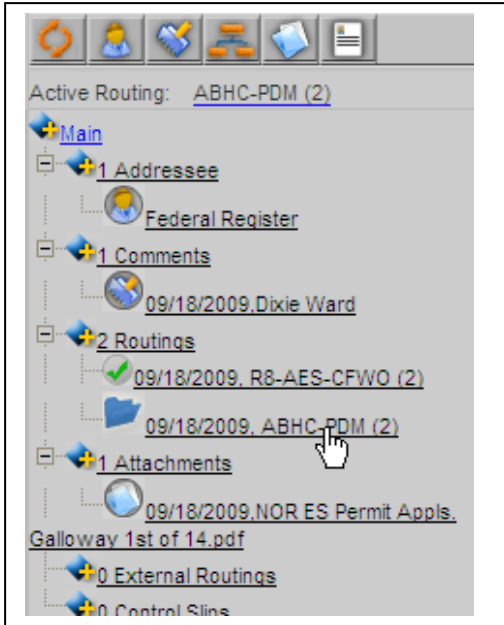 Active Routing: ABHC-PDM (2)
Main
1 Addressee
Federal Register
1 Comments
09/18/2009,Dixie Ward
2 Routings
09/18/2009, R8-AES-CFWO (2)
09/18/2009, ABHC-PDM (2)
1 Attachments
09/18/2009,NOR ES Permit Appls.
Galloway 1st of 14.pdf
0 External Routings
0 Control Slips